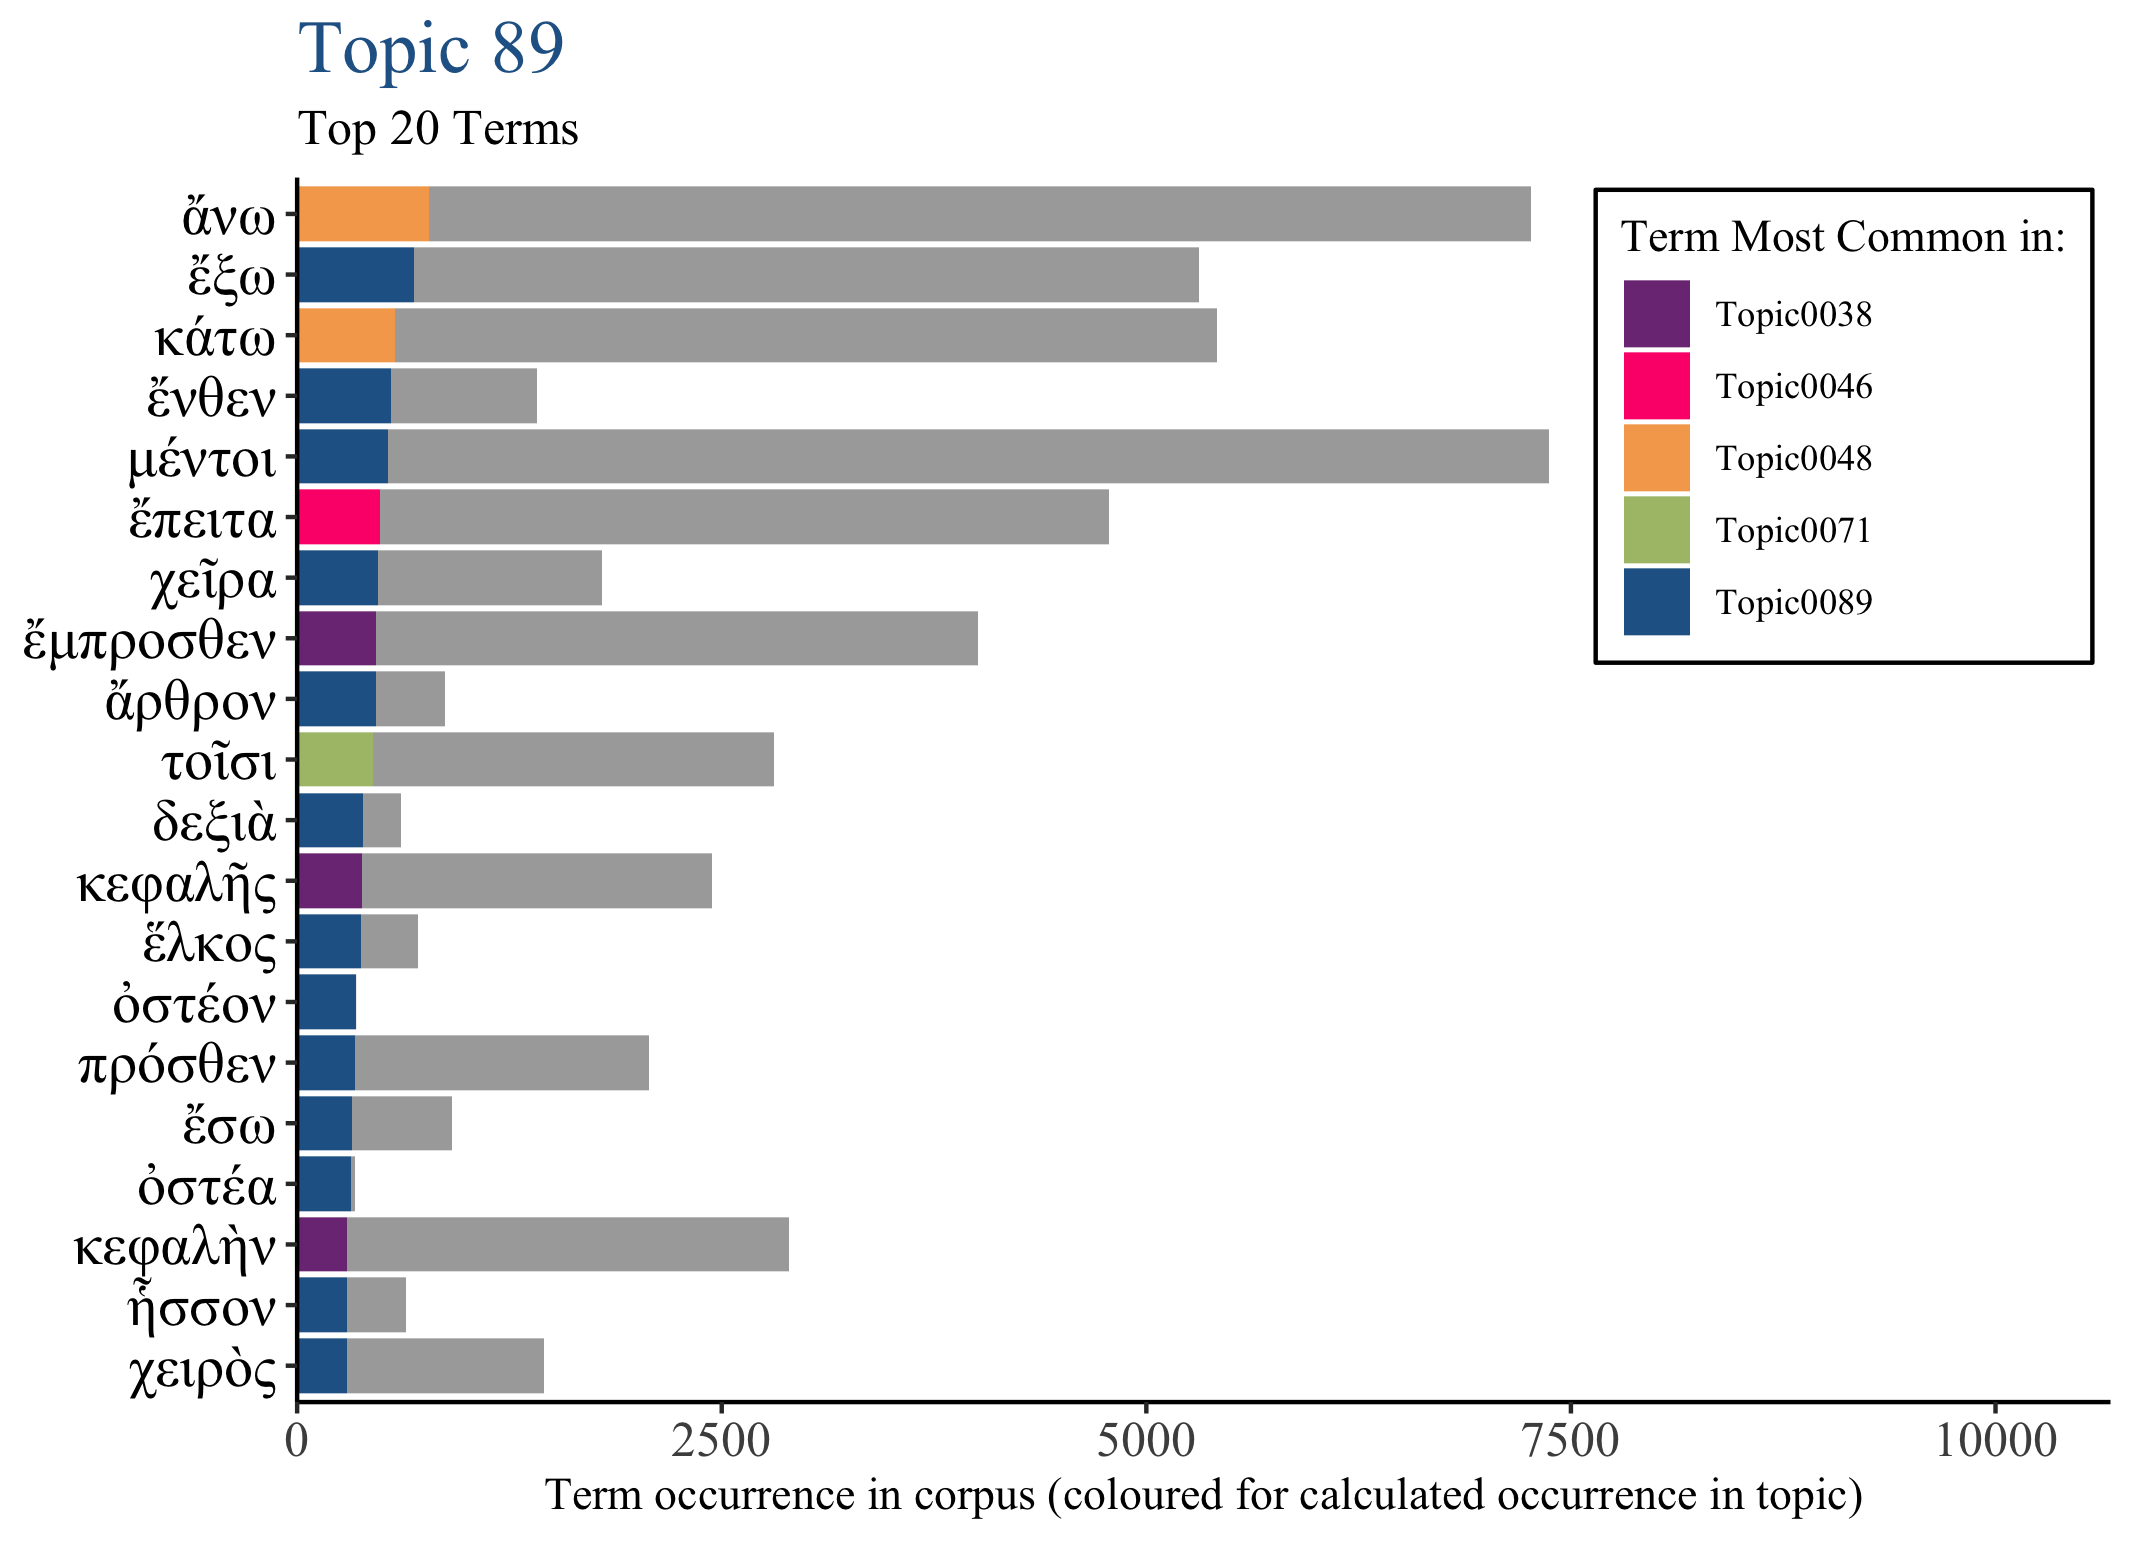 Topic 89
Top 20 Terms
ἄνω
ἔξω
κάτω
ἔνθεν
μέντοι
ἔπειτα
χεῖρα
ἔμπροσθεν
ἄρθρον
τοῖσι
δεξιὰ
κεφαλῆς
ἕλκος
ὀστέον
πρόσθεν
ἔσω
ὀστέα
κεφαλὴν
ἧσσον
χειρὸς
Term Most Common in:
Topic0038
Topic0046
Topic0048
Topic0071
Topic0089
0 2500 5000 7500 10000
Term occurrence in corpus (coloured for calculated occurrence in topic)